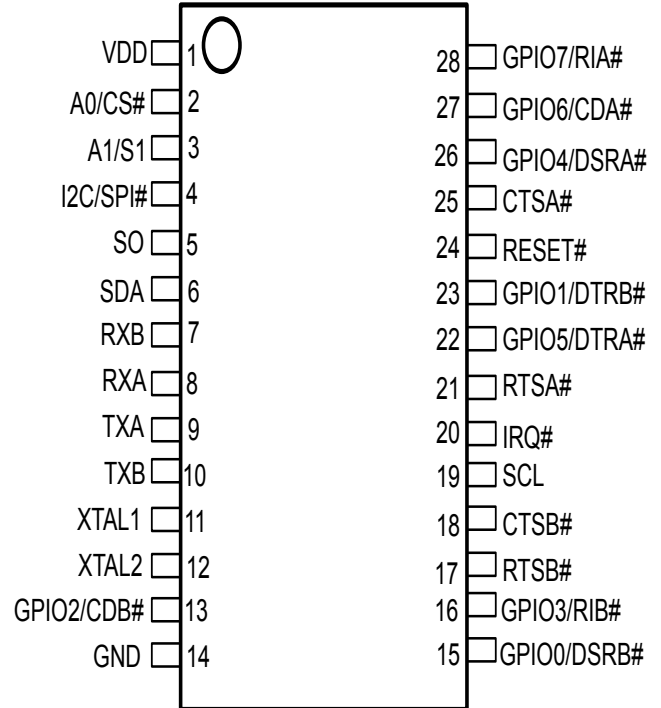 VDD 1 28 GPIO7/RIA#
A0/CS# 2 27 GPIO6/CDA#
A1/S1 3 26 GPIO4/DSRA#
I2C/SPI# 4 25 CTSA#
SO 5 24 RESET#
SDA 6 23 GPIO1/DTRB#
RXB 7 22 GPIO5/DTRA#
RXA 8 21 RTSA#
TXA 9 20 IRQ#
TXB 10 19 SCL
XTAL1 11 18 CTSB#
XTAL2 12 17 RTSB#
GPIO2/CDB# 13 16 GPIO3/RIB#
GND 14 15 GPIO0/DSRB#